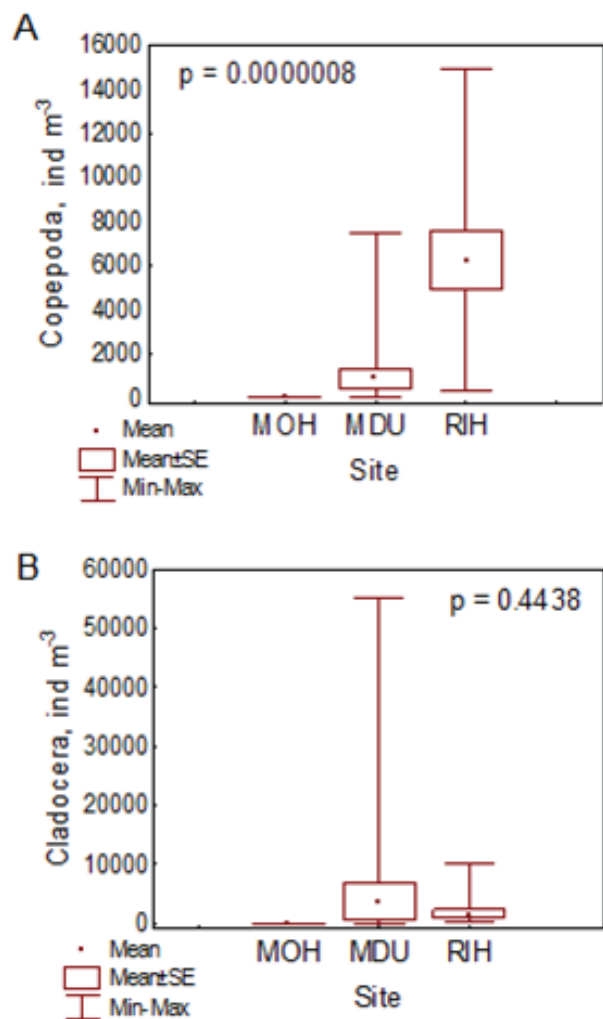 A
16000
14000
12000
10000
8000
6000
4000
2000
0
Copepoda, ind m-3
p = 0.0000008
MOH MDU RIH
Mean
Mean±SE
Min-Max
Site
B
60000
50000
40000
30000
20000
10000
0
Cladocera, ind m-3
p = 0.4438
MOH MDU RIH
Mean
Mean±SE
Min-Max
Site